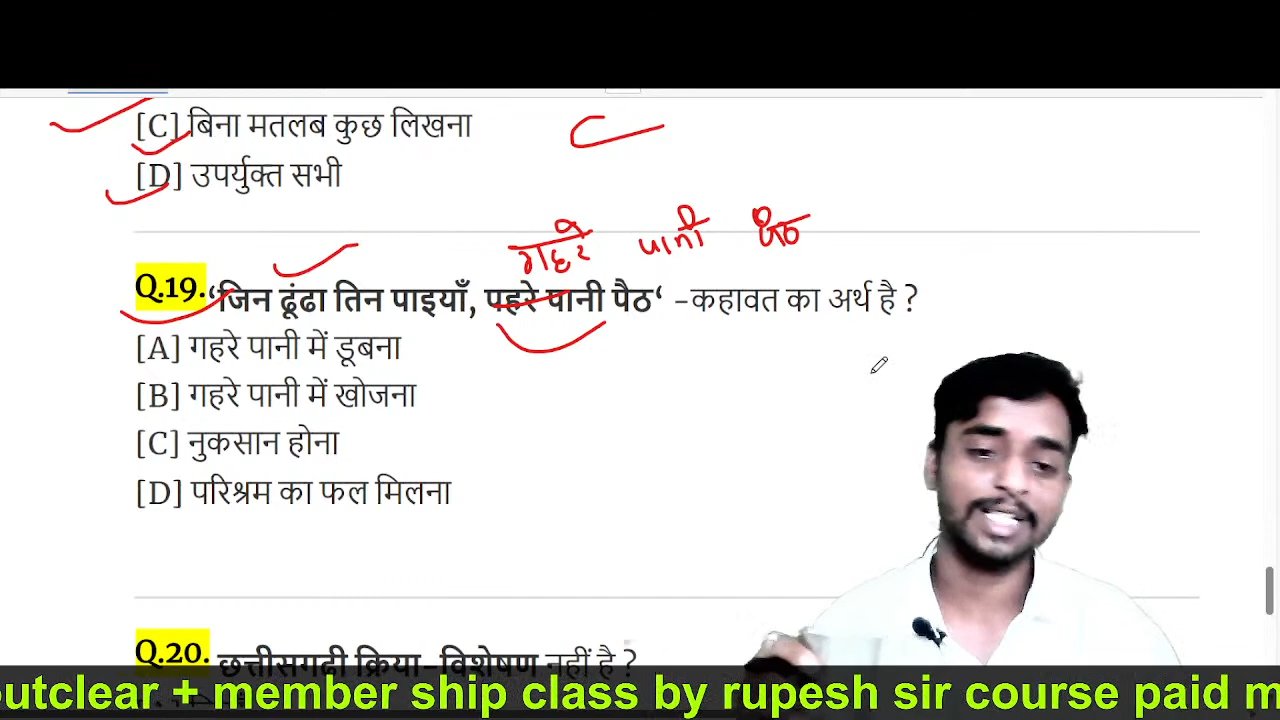 [C] बिना मतलब कुछ लिखना
[D] उपर्युक्त सभी
गहरे पानी पैठ
Q.19. ‘जिन ढूंढा तिन पाइयाँ, पहरे पानी पैठ‘ –कहावत का अर्थ है ?
[A] गहरे पानी में डूबना
[B] गहरे पानी में खोजना
[C] नुकसान होना
[D] परिश्रम का फल मिलना
Q.20. छत्तीसगढ़ी क्रिया–विशेषण नहीं है ?
outclear + member ship class by rupesh sir course paid m